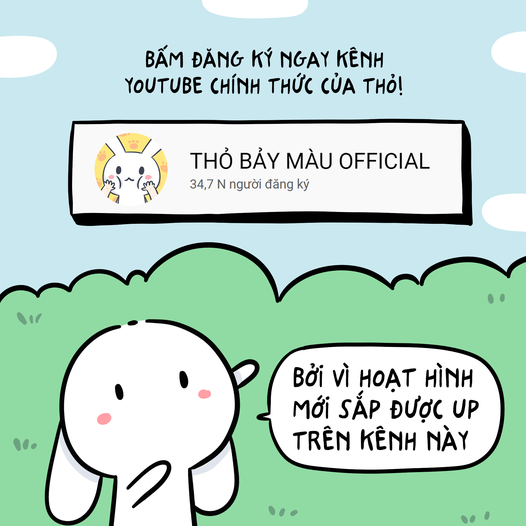 BẤM ĐĂNG KÝ NGAY KÊNH
YOUTUBE CHÍNH THỨC CỦA THỎ!
THỎ BẢY MÀU OFFICIAL
34,7 N người đăng ký
BỞI VÌ HOẠT HÌNH
MỚI SẮP ĐƯỢC UP
TRÊN KÊNH NÀY